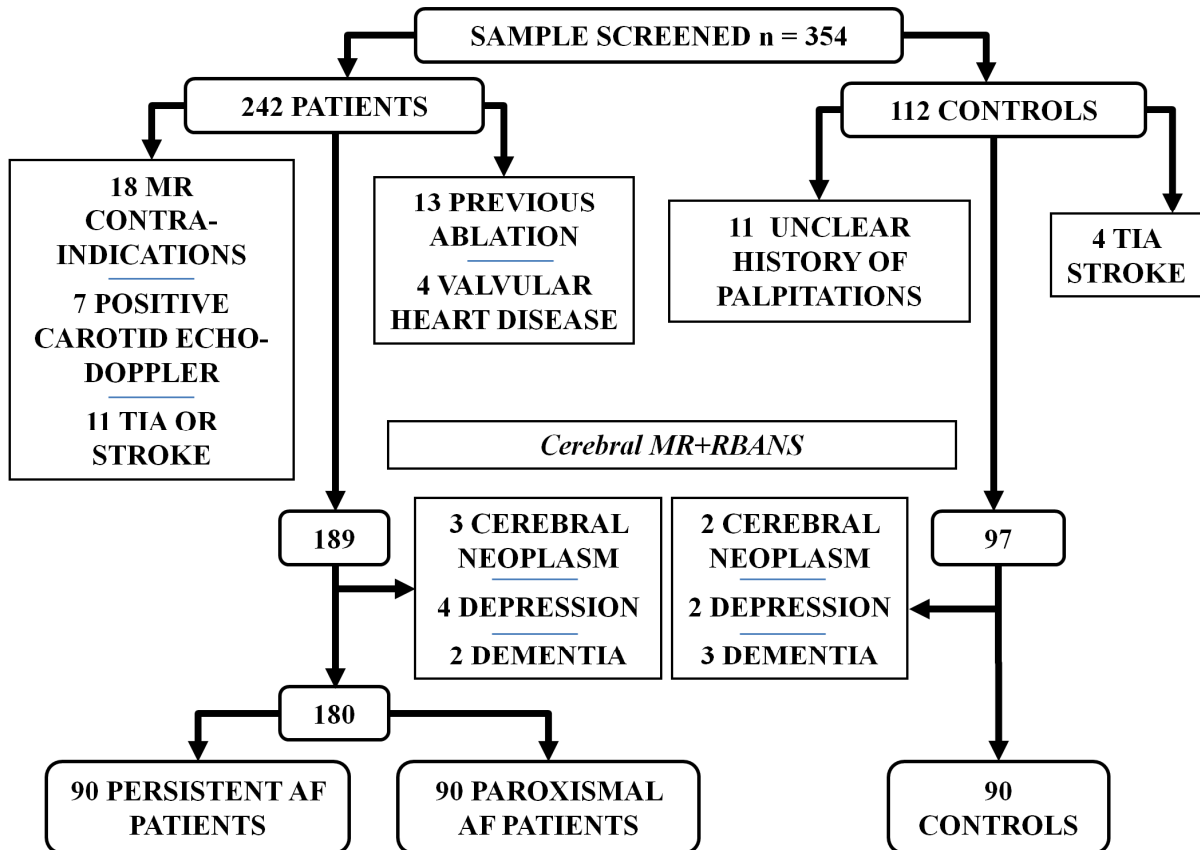 SAMPLE SCREENED n = 354
242 PATIENTS
112 CONTROLS
18 MR
CONTRA-
INDICATIONS
7 POSITIVE
CAROTID ECHO-
DOPPLER
11 TIA OR
STROKE
13 PREVIOUS
ABLATION
4 VALVULAR
HEART DISEASE
11 UNCLEAR
HISTORY OF
PALPITATIONS
4 TIA
STROKE
Cerebral MR+RBANS
189
3 CEREBRAL
NEOPLASM
4 DEPRESSION
2 DEMENTIA
2 CEREBRAL
NEOPLASM
2 DEPRESSION
3 DEMENTIA
97
180
90 PERSISTENT AF
PATIENTS
90 PAROXISMAL
AF PATIENTS
90
CONTROLS